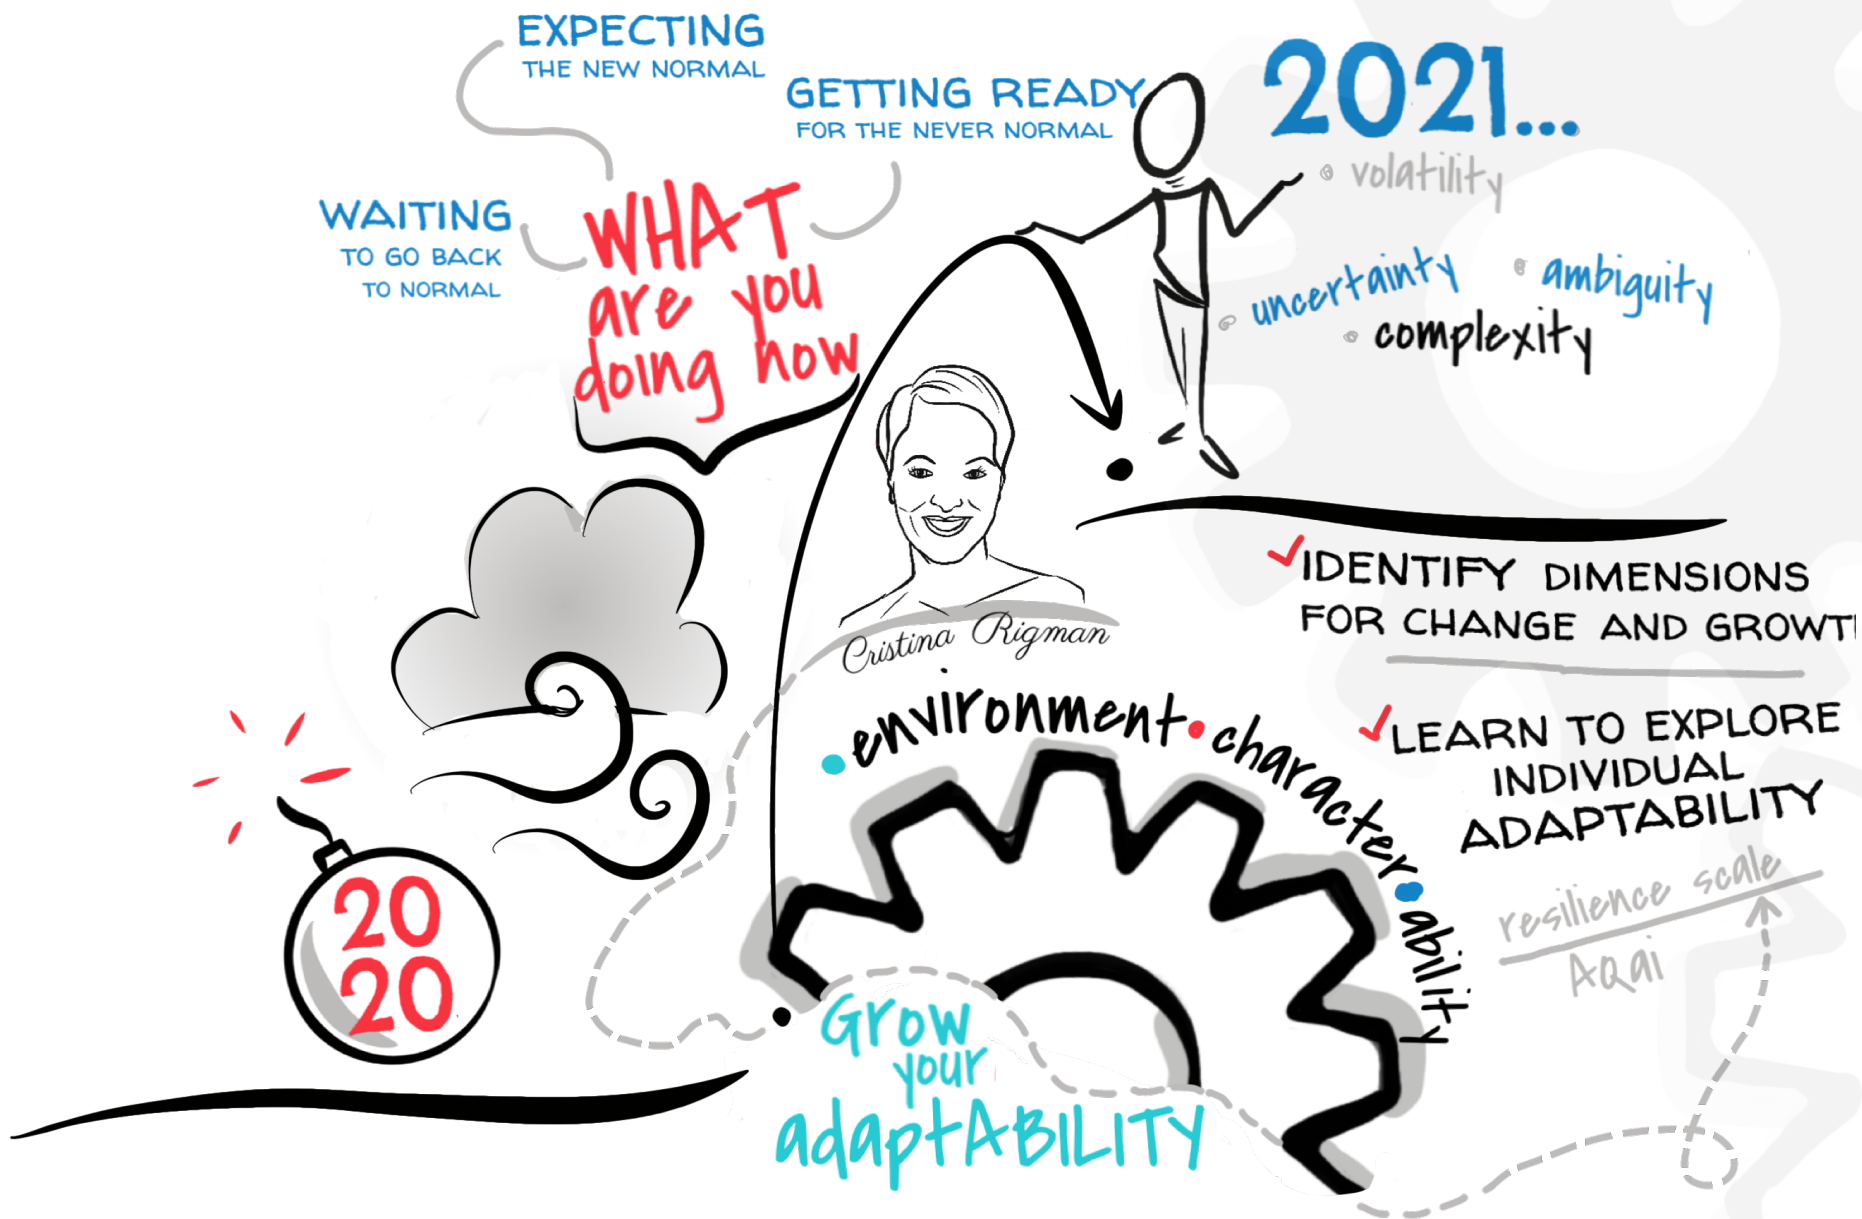 EXPECTING
THE NEW NORMAL
GETTING READY
FOR THE NEVER NORMAL
WAITING
TO GO BACK
TO NORMAL
WHAT
are you
doing now
2021...
volatility
uncertainty
ambiguity
complexity
Cristina Rigman
IDENTIFY DIMENSIONS
FOR CHANGE AND GROWTH
LEARN TO EXPLORE
INDIVIDUAL
ADAPTABILITY
resilience scale
AQai
environment
character
ability
20
20
Grow
your
adaptABILITY